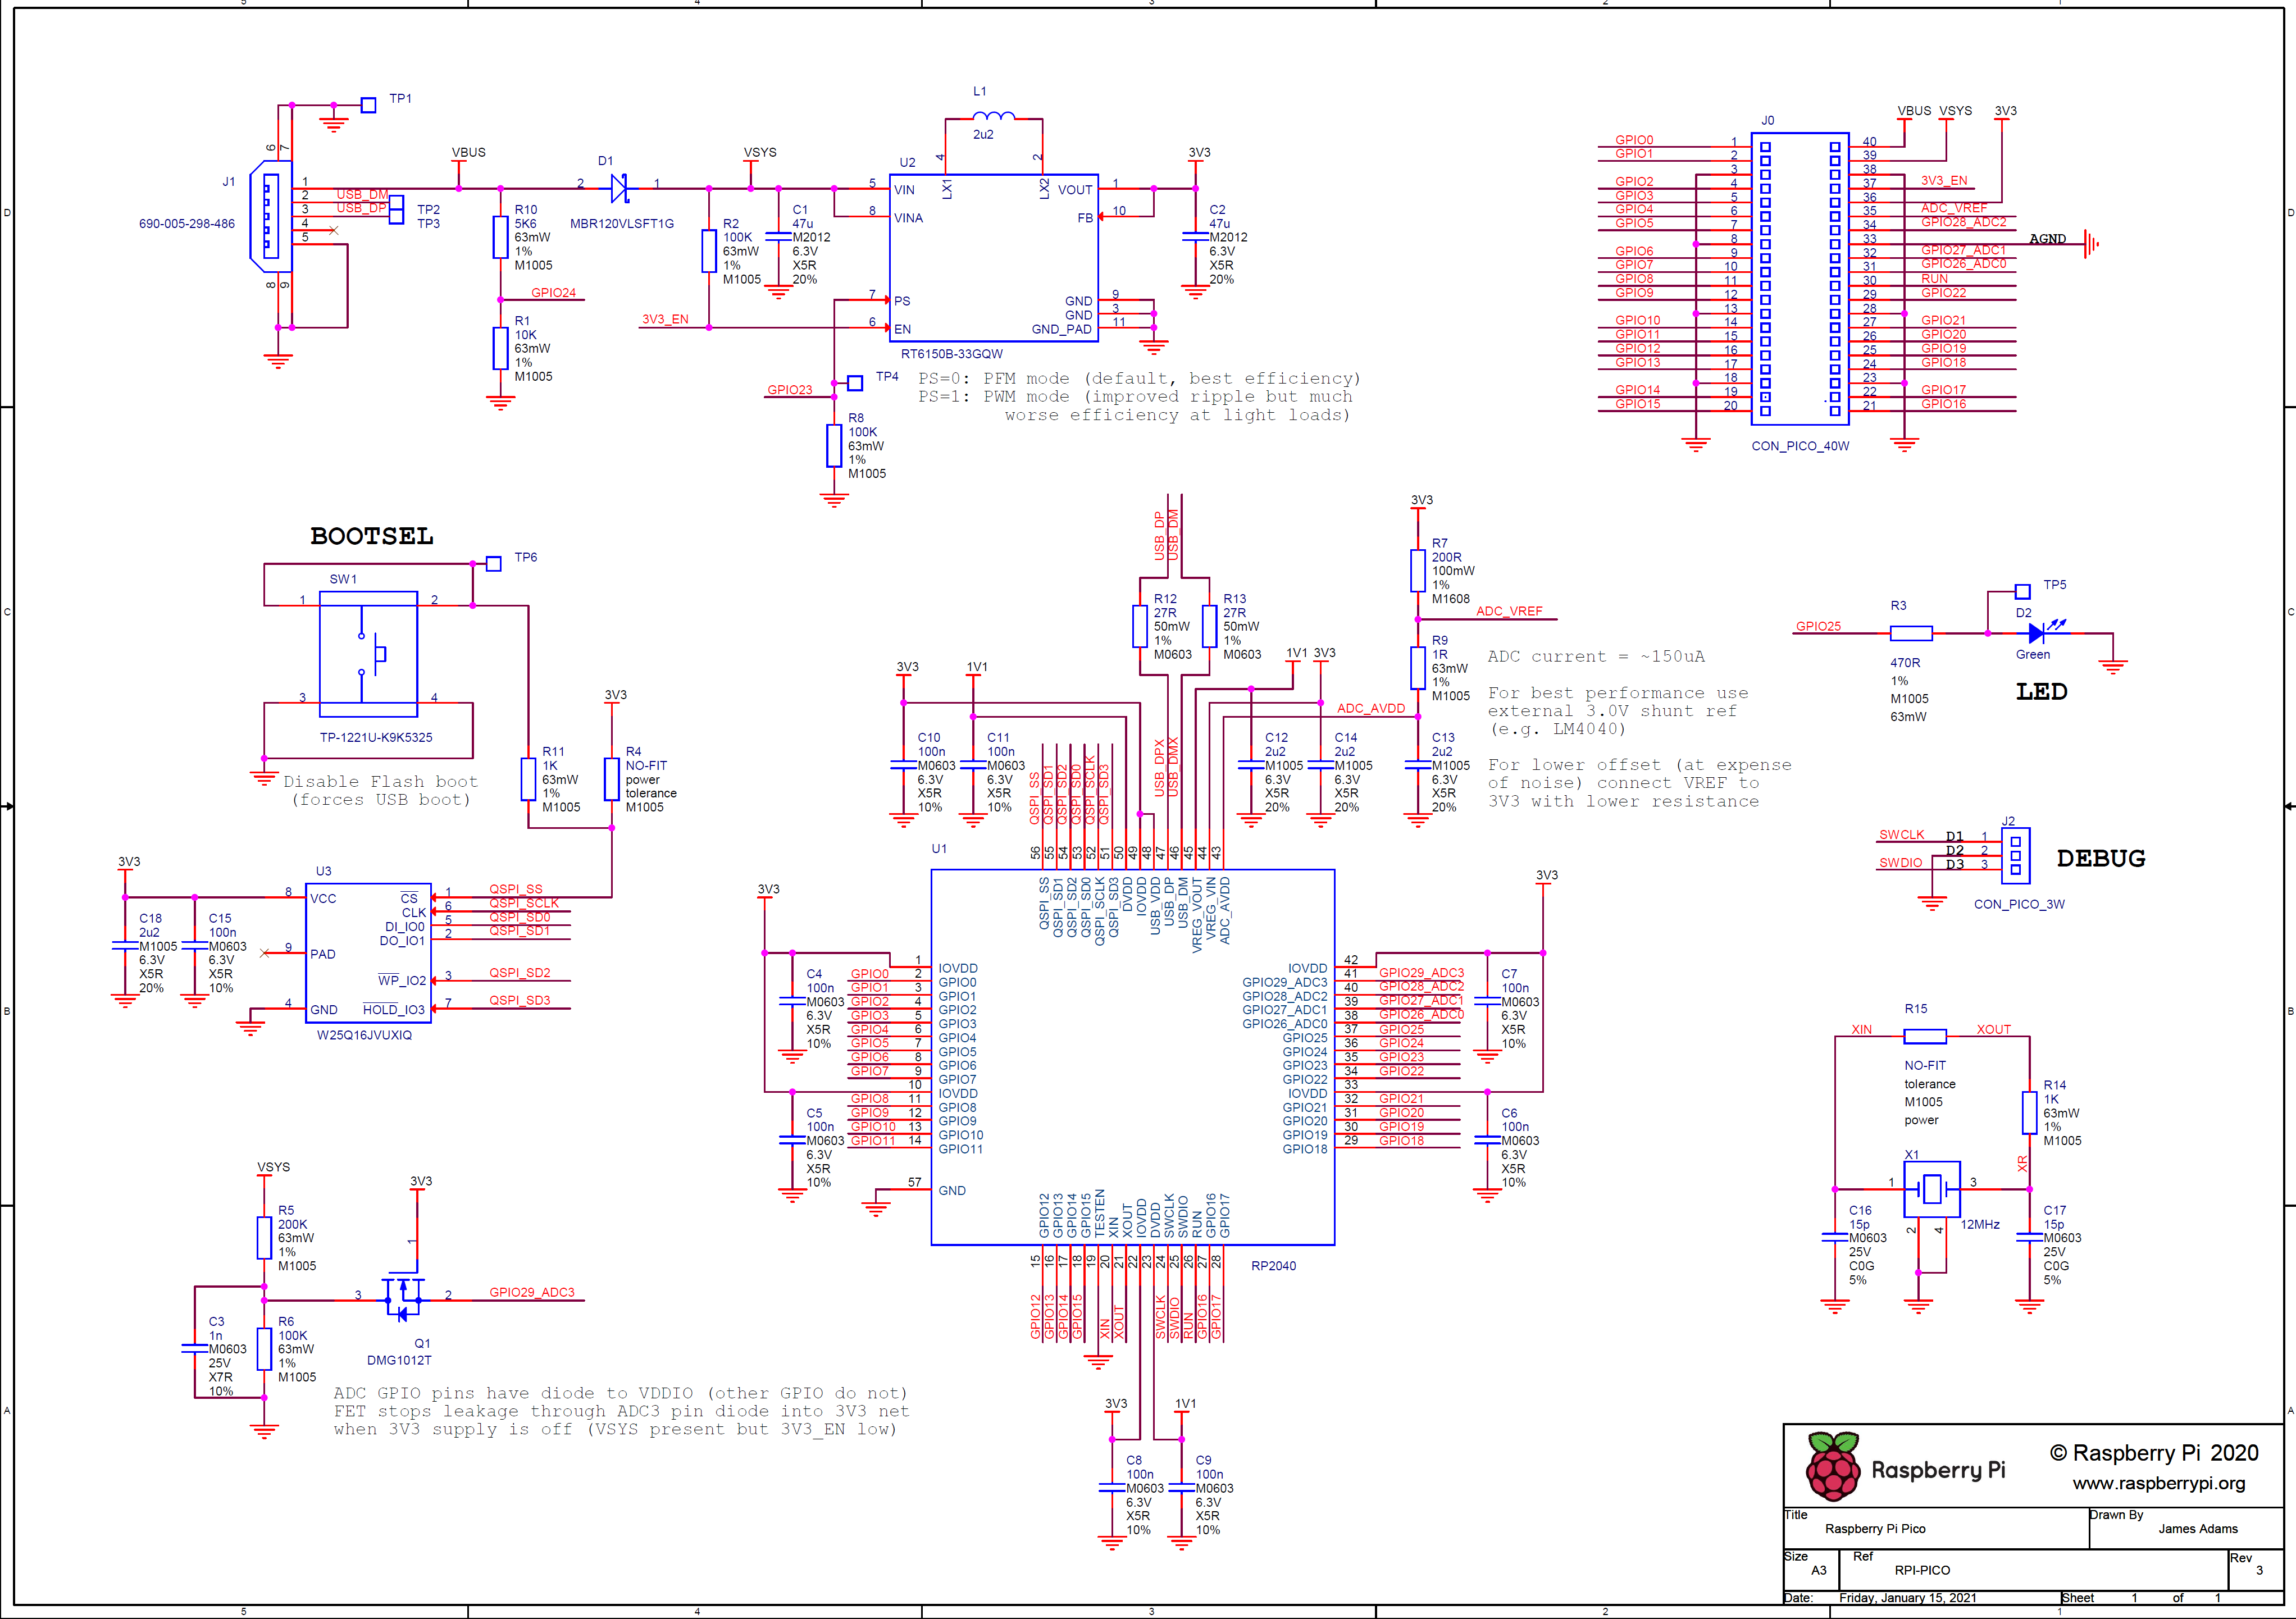 5 4 3 2 1
D
C
B
A
TP1
6 7
J1
690-005-298-486
1
2 USB_DM
3 USB_DP
4
5
8 9
TP2
TP3
VBUS
R10
5K6
63mW
1%
M1005
GPIO24
R1
10K
63mW
1%
M1005
D1
2 1
MBR120VLSFT1G
VSYS
R2
100K
63mW
1%
M1005
C1
47u
M2012
6.3V
X5R
20%
3V3_EN
L1
2u2
4 2
U2
LX1 LX2
5 VIN
8 VINA
7 PS
6 EN
VOUT 1
FB 10
GND 9
GND 3
GND_PAD 11
RT6150B-33GQW
3V3
C2
47u
M2012
6.3V
X5R
20%
GPIO23
TP4
R8
100K
63mW
1%
M1005
PS=0: PFM mode (default, best efficiency)
PS=1: PWM mode (improved ripple but much
worse efficiency at light loads)
J0
VBUS VSYS 3V3
GPIO0 1
GPIO1 2
3
GPIO2 4
GPIO3 5
GPIO4 6
GPIO5 7
8
GPIO6 9
GPIO7 10
GPIO8 11
GPIO9 12
13
GPIO10 14
GPIO11 15
GPIO12 16
GPIO13 17
18
GPIO14 19
GPIO15 20
40
39
38
37 3V3_EN
36
35 ADC_VREF
34 GPIO28_ADC2
33 AGND
32 GPIO27_ADC1
31 GPIO26_ADC0
30 RUN
29 GPIO22
28
27 GPIO21
26 GPIO20
25 GPIO19
24 GPIO18
23
22 GPIO17
21 GPIO16
CON_PICO_40W
BOOTSEL
TP6
SW1
1 2
3 4
TP-1221U-K9K5325
Disable Flash boot
(forces USB boot)
R11
1K
63mW
1%
M1005
3V3
R4
NO-FIT
power
tolerance
M1005
3V3
U3
8 VCC
9 PAD
4 GND
CS 1 QSPI_SS
CLK 6 QSPI_SCLK
DI_IO0 5 QSPI_SD0
DO_IO1 2 QSPI_SD1
WP_IO2 3 QSPI_SD2
HOLD_IO3 7 QSPI_SD3
W25Q16JVUXIQ
C18
2u2
M1005
6.3V
X5R
20%
C15
100n
M0603
6.3V
X5R
10%
USB_DP
USB_DM
R12
27R
50mW
1%
M0603
R13
27R
50mW
1%
M0603
3V3
R7
200R
100mW
1%
M1608
ADC_VREF
R9
1R
63mW
1%
M1005
ADC_AVDD
ADC current = ~150uA
For best performance use
external 3.0V shunt ref
(e.g. LM4040)
For lower offset (at expense
of noise) connect VREF to
3V3 with lower resistance
3V3 1V1
C10
100n
M0603
6.3V
X5R
10%
C11
100n
M0603
6.3V
X5R
10%
QSPI_SS
QSPI_SD1
QSPI_SD2
QSPI_SD0
QSPI_SCLK
QSPI_SD3
USB_DPX
USB_DMX
1V1 3V3
C12
2u2
M1005
6.3V
X5R
20%
C14
2u2
M1005
6.3V
X5R
20%
C13
2u2
M1005
6.3V
X5R
20%
GPIO25
R3
470R
1%
M1005
63mW
TP5
D2
Green
LED
J2
SWCLK D1 1
D2 2
SWDIO D3 3
DEBUG
CON_PICO_3W
U1
56 55 54 53 52 51 50 49 48 47 46 45 44 43
QSPI_SS
QSPI_SD1
QSPI_SD2
QSPI_SD0
QSPI_SCLK
QSPI_SD3
DVDD
IOVDD
USB_VDD
USB_DP
USB_DM
VREG_VOUT
VREG_VIN
ADC_AVDD
3V3
C4
100n
M0603
6.3V
X5R
10%
C5
100n
M0603
6.3V
X5R
10%
1 IOVDD
GPIO0 2 GPIO0
GPIO1 3 GPIO1
GPIO2 4 GPIO2
GPIO3 5 GPIO3
GPIO4 6 GPIO4
GPIO5 7 GPIO5
GPIO6 8 GPIO6
GPIO7 9 GPIO7
10 IOVDD
GPIO8 11 GPIO8
GPIO9 12 GPIO9
GPIO10 13 GPIO10
GPIO11 14 GPIO11
57 GND
3V3
IOVDD 42
GPIO29_ADC3 41 GPIO29_ADC3
GPIO28_ADC2 40 GPIO28_ADC2
GPIO27_ADC1 39 GPIO27_ADC1
GPIO26_ADC0 38 GPIO26_ADC0
GPIO25 37 GPIO25
GPIO24 36 GPIO24
GPIO23 35 GPIO23
GPIO22 34 GPIO22
IOVDD 33
GPIO21 32 GPIO21
GPIO20 31 GPIO20
GPIO19 30 GPIO19
GPIO18 29 GPIO18
C7
100n
M0603
6.3V
X5R
10%
C6
100n
M0603
6.3V
X5R
10%
GPIO12
GPIO13
GPIO14
GPIO15
TESTEN
XIN
XOUT
IOVDD
DVDD
SWCLK
SWDIO
RUN
GPIO16
GPIO17
15 16 17 18 19 20 21 22 23 24 25 26 27 28
RP2040
GPIO12
GPIO13
GPIO14
GPIO15
XIN
XOUT
SWCLK
SWDIO
RUN
GPIO16
GPIO17
3V3 1V1
C8
100n
M0603
6.3V
X5R
10%
C9
100n
M0603
6.3V
X5R
10%
R15
XIN XOUT
NO-FIT
tolerance
M1005
power
R14
1K
63mW
1%
M1005
XR
X1
1 3
2 4
12MHz
C16
15p
M0603
25V
C0G
5%
C17
15p
M0603
25V
C0G
5%
VSYS
R5
200K
63mW
1%
M1005
3V3
1
3 2
GPIO29_ADC3
Q1
DMG1012T
C3
1n
M0603
25V
X7R
10%
R6
100K
63mW
1%
M1005
ADC GPIO pins have diode to VDDIO (other GPIO do not)
FET stops leakage through ADC3 pin diode into 3V3 net
when 3V3 supply is off (VSYS present but 3V3_EN low)
Raspberry Pi
© Raspberry Pi 2020
www.raspberrypi.org
Title
Raspberry Pi Pico
Drawn By
James Adams
Size
A3
Ref
RPI-PICO
Rev
3
Date: Friday, January 15, 2021
Sheet 1 of 1
5 4 3 2 1
D
C
B
A